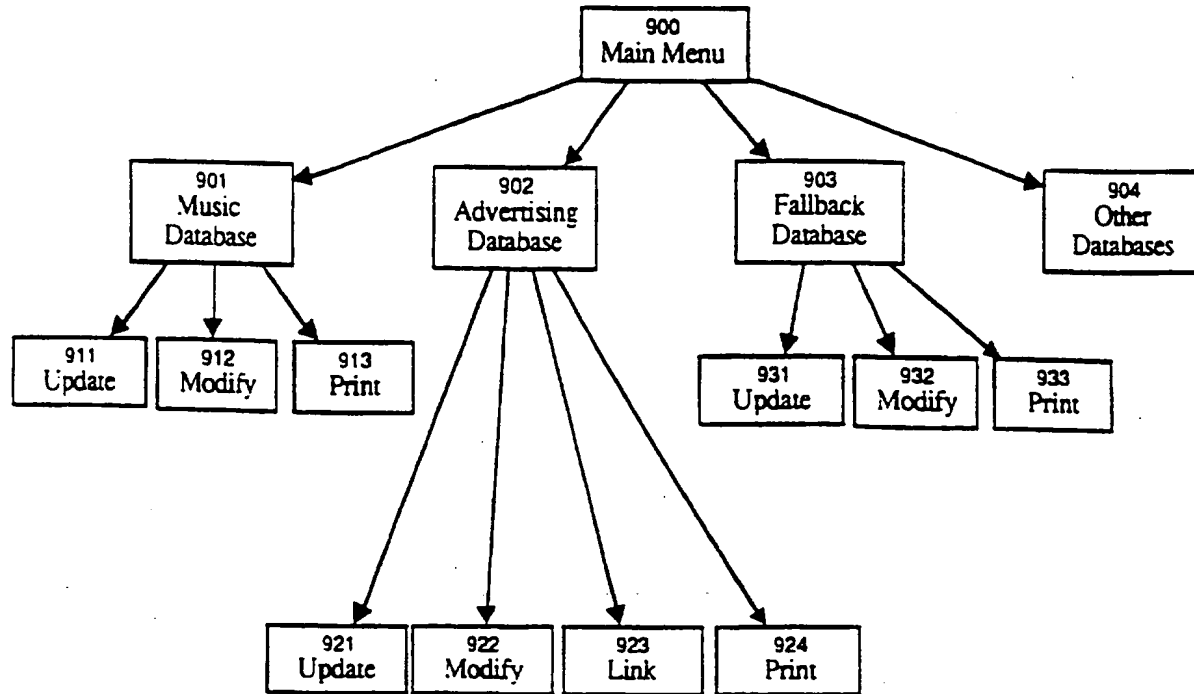 900
Main Menu
901
Music
Database
902
Advertising
Database
903
Fallback
Database
904
Other
Databases
911
Update
912
Modify
913
Print
931
Update
932
Modify
933
Print
921
Update
922
Modify
923
Link
924
Print